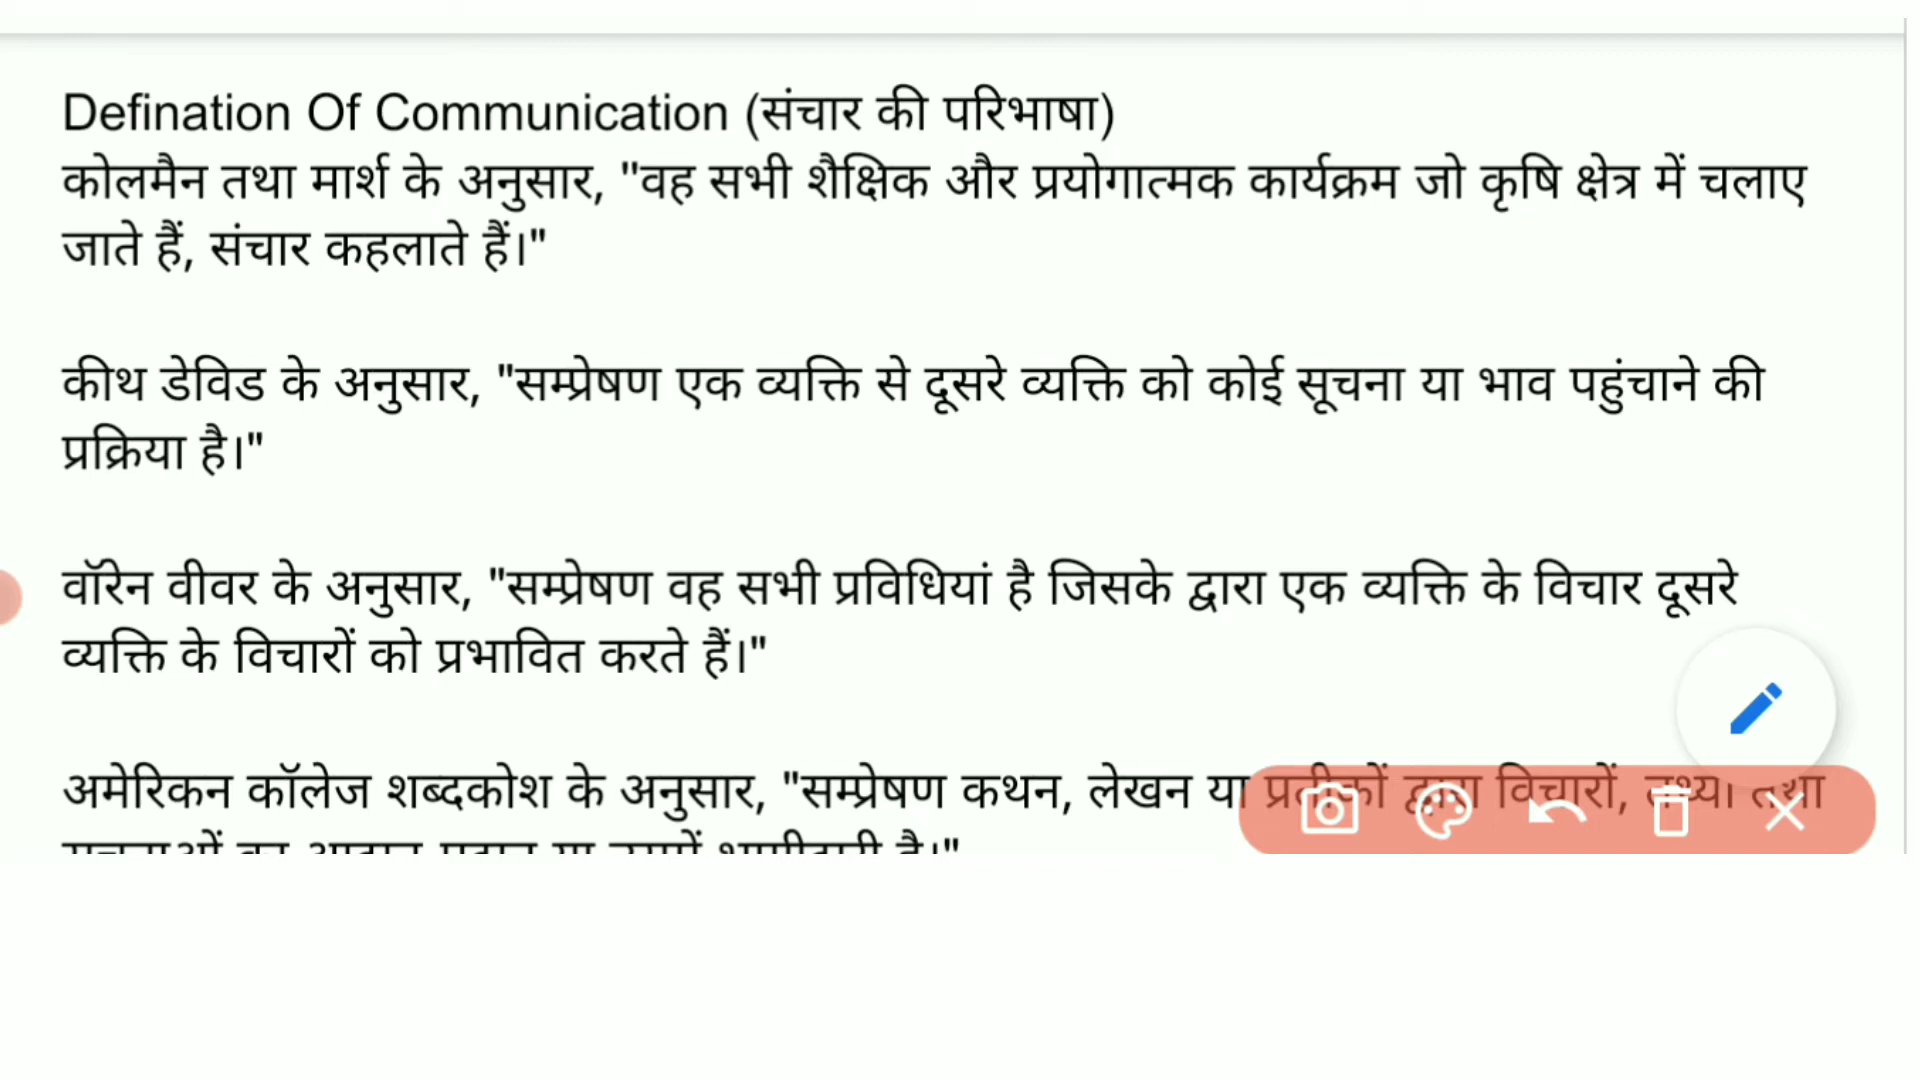 Defination Of Communication (संचार की परिभाषा)
कोलमैन तथा मार्श के अनुसार, "वह सभी शैक्षिक और प्रयोगात्मक कार्यक्रम जो कृषि क्षेत्र में चलाए
जाते हैं, संचार कहलाते हैं।"
कीथ डेविड के अनुसार, "सम्प्रेषण एक व्यक्ति से दूसरे व्यक्ति को कोई सूचना या भाव पहुंचाने की
प्रक्रिया है।"
वॉरेन वीवर के अनुसार, "सम्प्रेषण वह सभी प्रविधियां है जिसके द्वारा एक व्यक्ति के विचार दूसरे
व्यक्ति के विचारों को प्रभावित करते हैं।"
अमेरिकन कॉलेज शब्दकोश के अनुसार, "सम्प्रेषण कथन, लेखन या प्रतीकों द्वारा विचारों, तथा